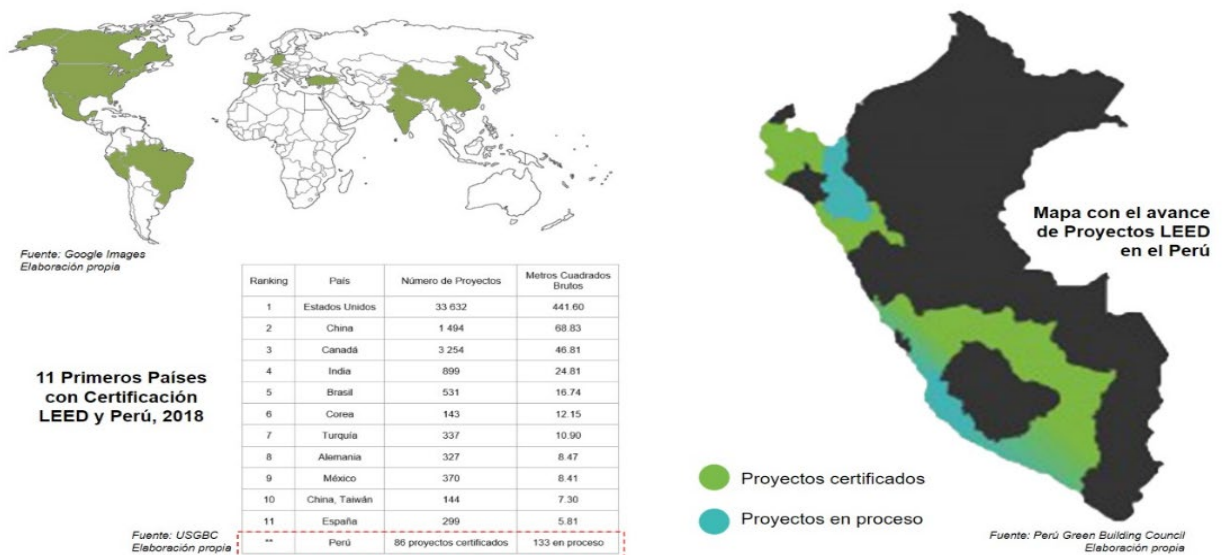 Fuente: Google Images
Elaboración propia
11 Primeros Países
con Certificación
LEED y Perú, 2018
Ranking País Número de Proyectos Metros Cuadrados
Brutos
1 Estados Unidos 33 632 441.60
2 China 1 494 68.83
3 Canadá 3 254 46.81
4 India 899 24.81
5 Brasil 531 16.74
6 Corea 143 12.15
7 Turquía 337 10.90
8 Alemania 327 8.47
9 México 370 8.41
10 China, Taiwán 144 7.30
11 España 299 5.81
** Perú 86 proyectos certificados 133 en proceso
Fuente: USGBC
Elaboración propia
Mapa con el avance
de Proyectos LEED
en el Perú
Proyectos certificados
Proyectos en proceso
Fuente: Perú Green Building Council
Elaboración propia